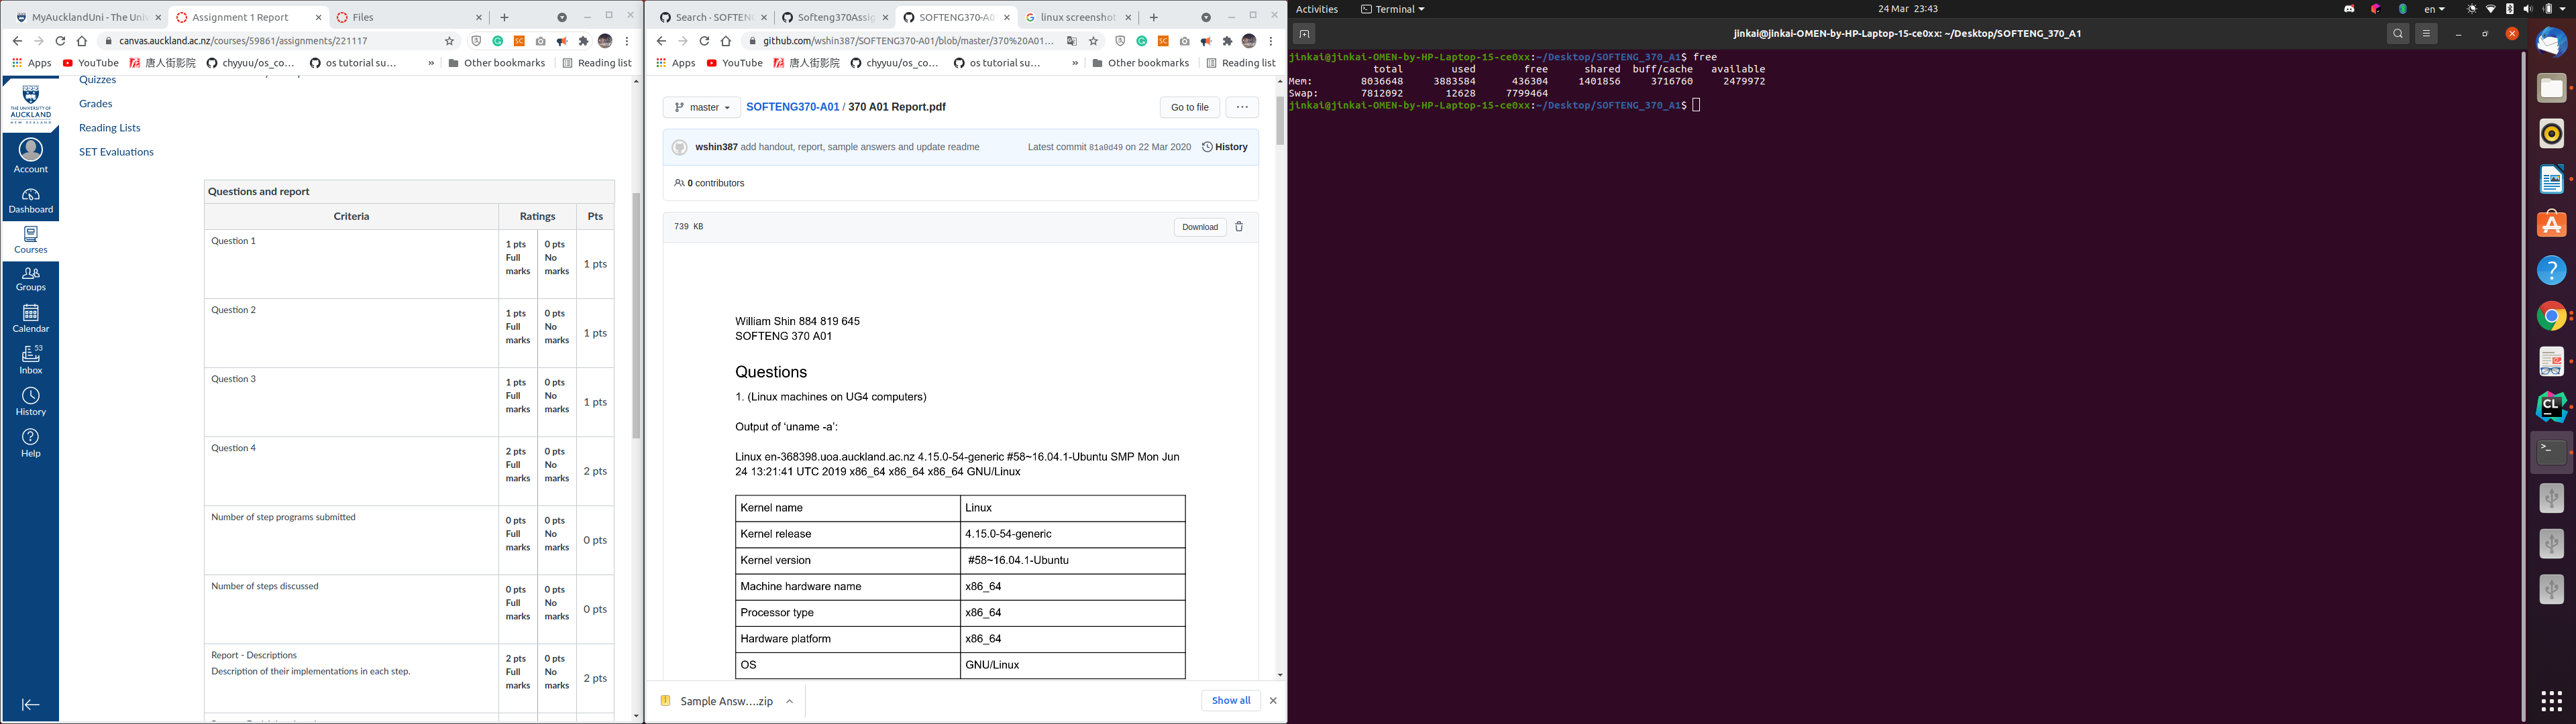 MyAucklandUni - The Univ
Assignment 1 Report
Files
canvas.auckland.ac.nz/courses/59861/assignments/221117
Apps
YouTube
唐人街影院
chyyuu/os_co...
os tutorial su...
»
Other bookmarks
Reading list
THE UNIVERSITY OF
AUCKLAND
NEW ZEALAND
Account
Dashboard
Courses
Groups
Calendar
53
Inbox
History
Help
Quizzes
Grades
Reading Lists
SET Evaluations
Questions and report
Criteria Ratings Pts
Question 1
1 pts Full marks
0 pts No marks
1 pts
Question 2
1 pts Full marks
0 pts No marks
1 pts
Question 3
1 pts Full marks
0 pts No marks
1 pts
Question 4
2 pts Full marks
0 pts No marks
2 pts
Number of step programs submitted
0 pts Full marks
0 pts No marks
0 pts
Number of steps discussed
0 pts Full marks
0 pts No marks
0 pts
Report - Descriptions
Description of their implementations in each step.
2 pts Full marks
0 pts No marks
2 pts
Search · SOFTEN
Softeng370Assig
SOFTENG370-A0
linux screenshot
github.com/wshin387/SOFTENG370-A01/blob/master/370%20A01...
Apps
YouTube
唐人街影院
chyyuu/os_co...
os tutorial su...
»
Other bookmarks
Reading list
master
SOFTENG370-A01 / 370 A01 Report.pdf
Go to file
...
wshin387 add handout, report, sample answers and update readme
Latest commit 81a0d49 on 22 Mar 2020
History
0 contributors
739 KB
Download
William Shin 884 819 645
SOFTENG 370 A01
Questions
1. (Linux machines on UG4 computers)
Output of ‘uname -a’:
Linux en-368398.uoa.auckland.ac.nz 4.15.0-54-generic #58~16.04.1-Ubuntu SMP Mon Jun
24 13:21:41 UTC 2019 x86_64 x86_64 x86_64 GNU/Linux
Kernel name Linux
Kernel release 4.15.0-54-generic
Kernel version #58~16.04.1-Ubuntu
Machine hardware name x86_64
Processor type x86_64
Hardware platform x86_64
OS GNU/Linux
Sample Answ....zip
Show all
Activities
Terminal
24 Mar 23:43
en
jinkai@jinkai-OMEN-by-HP-Laptop-15-ce0xx: ~/Desktop/SOFTENG_370_A1
jinkai@jinkai-OMEN-by-HP-Laptop-15-ce0xx:~/Desktop/SOFTENG_370_A1$ free
total used free shared buff/cache available
Mem: 8036648 3883584 436304 1401856 3716760 2479972
Swap: 7812092 12628 7799464
jinkai@jinkai-OMEN-by-HP-Laptop-15-ce0xx:~/Desktop/SOFTENG_370_A1$
CL
>_